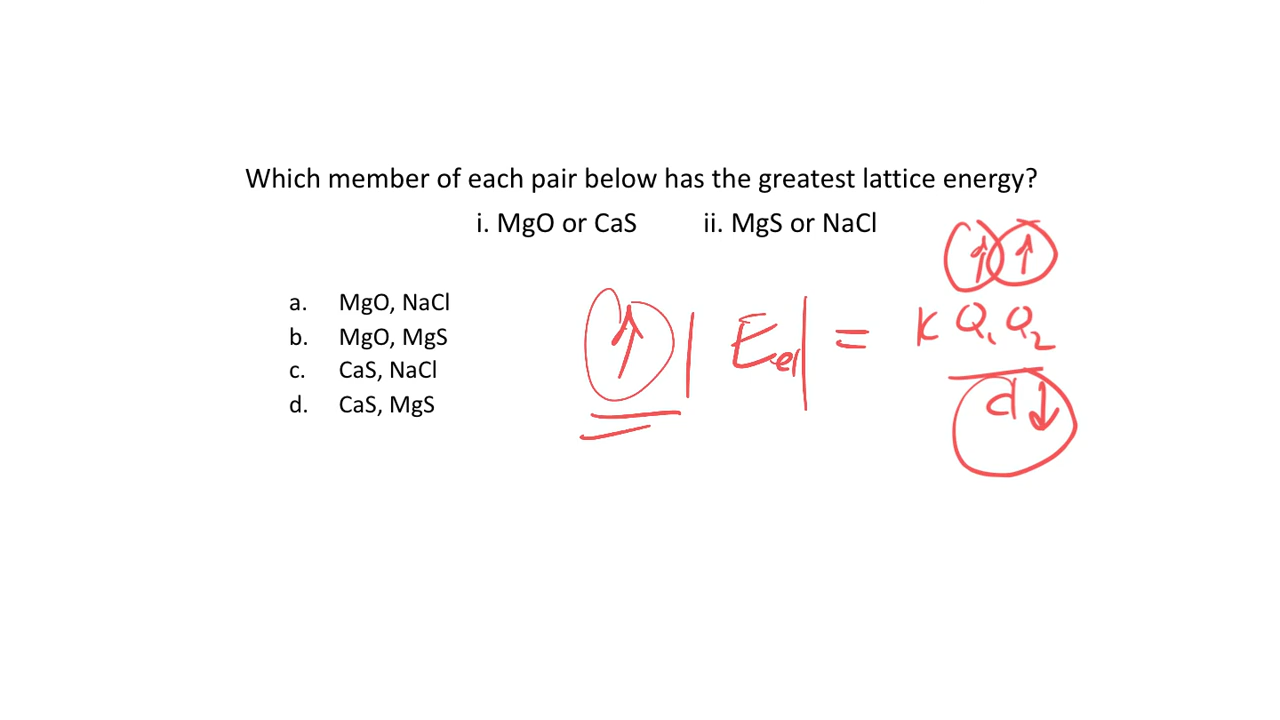 Which member of each pair below has the greatest lattice energy?
i. MgO or CaS ii. MgS or NaCl
a. MgO, NaCl
b. MgO, MgS
c. CaS, NaCl
d. CaS, MgS
↑ ↑
↑ | Eel | = K Q1 Q2
d ↓